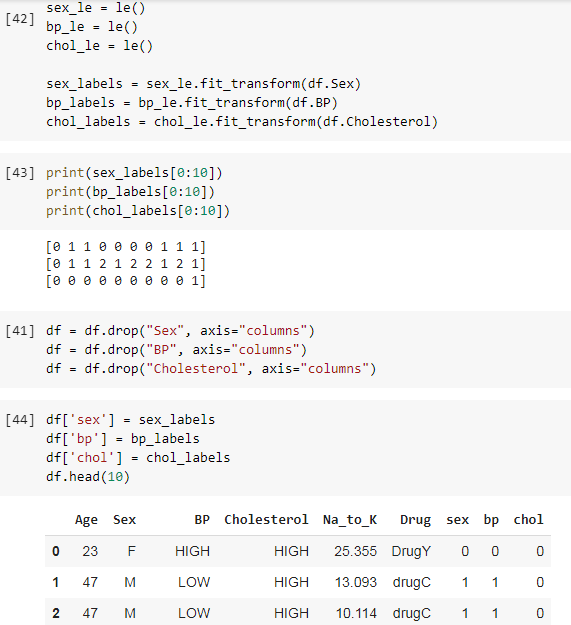 [42] sex_le = le()
bp_le = le()
chol_le = le()
sex_labels = sex_le.fit_transform(df.Sex)
bp_labels = bp_le.fit_transform(df.BP)
chol_labels = chol_le.fit_transform(df.Cholesterol)
[43] print(sex_labels[0:10])
print(bp_labels[0:10])
print(chol_labels[0:10])
[0 1 1 0 0 0 0 1 1 1]
[0 1 1 2 1 2 2 1 2 1]
[0 0 0 0 0 0 0 0 0 1]
[41] df = df.drop("Sex", axis="columns")
df = df.drop("BP", axis="columns")
df = df.drop("Cholesterol", axis="columns")
[44] df['sex'] = sex_labels
df['bp'] = bp_labels
df['chol'] = chol_labels
df.head(10)
Age Sex BP Cholesterol Na_to_K Drug sex bp chol
0 23 F HIGH HIGH 25.355 DrugY 0 0 0
1 47 M LOW HIGH 13.093 drugC 1 1 0
2 47 M LOW HIGH 10.114 drugC 1 1 0